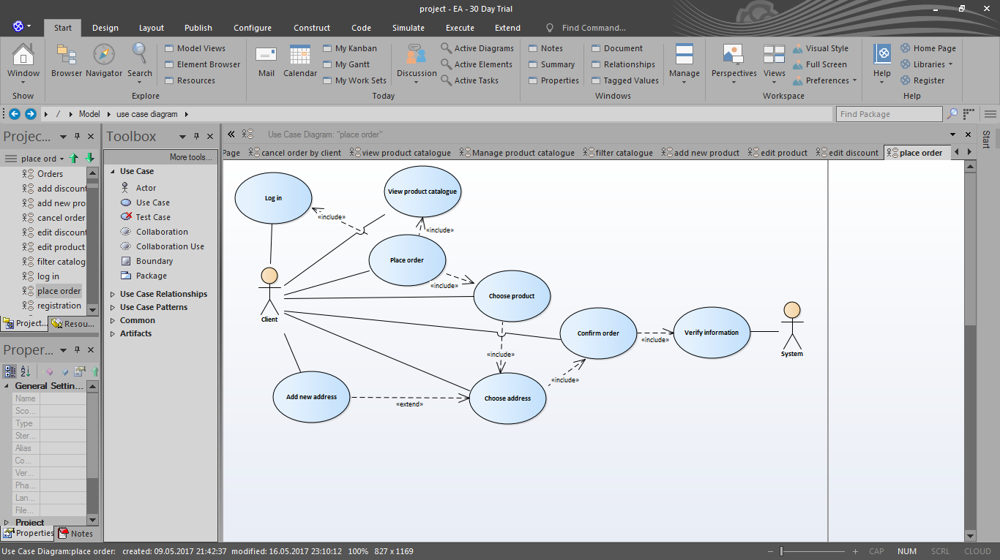 project - EA - 30 Day Trial
Start Design Layout Publish Configure Construct Code Simulate Execute Extend Find Command...
Window
Show
Browser Navigator Search
Model Views
Element Browser
Resources
Explore
Mail Calendar
My Kanban
My Gantt
My Work Sets
Discussion
Active Diagrams
Active Elements
Active Tasks
Today
Notes
Summary
Properties
Document
Relationships
Tagged Values
Manage
Windows
Perspectives Views
Visual Style
Full Screen
Preferences
Workspace
Help
Home Page
Libraries
Register
Help
/ Model use case diagram
Find Package
Projec...
place ord
Orders
add discount
add new pro
cancel order
edit discount
edit product
filter catalog
log in
place order
registration
Project... Resou...
Proper...
General Settin...
Name
Sco...
Type
Ster...
Alias
Co...
Ver...
Pha...
Lan...
File...
Project
Properties Notes
Toolbox
More tools...
Use Case
Actor
Use Case
Test Case
Collaboration
Collaboration Use
Boundary
Package
Use Case Relationships
Use Case Patterns
Common
Artifacts
Use Case Diagram: "place order"
Page cancel order by client view product catalogue Manage product catalogue filter catalogue add new product edit product edit discount place order
Start
Log in
View product catalogue
«include»
«include»
Place order
«include»
Choose product
Client
Confirm order
«include»
Verify information
System
«include»
«include»
Add new address
«extend»
Choose address
Use Case Diagram:place order: created: 09.05.2017 21:42:37 modified: 16.05.2017 23:10:12 100% 827 x 1169
CAP NUM SCRL CLOUD